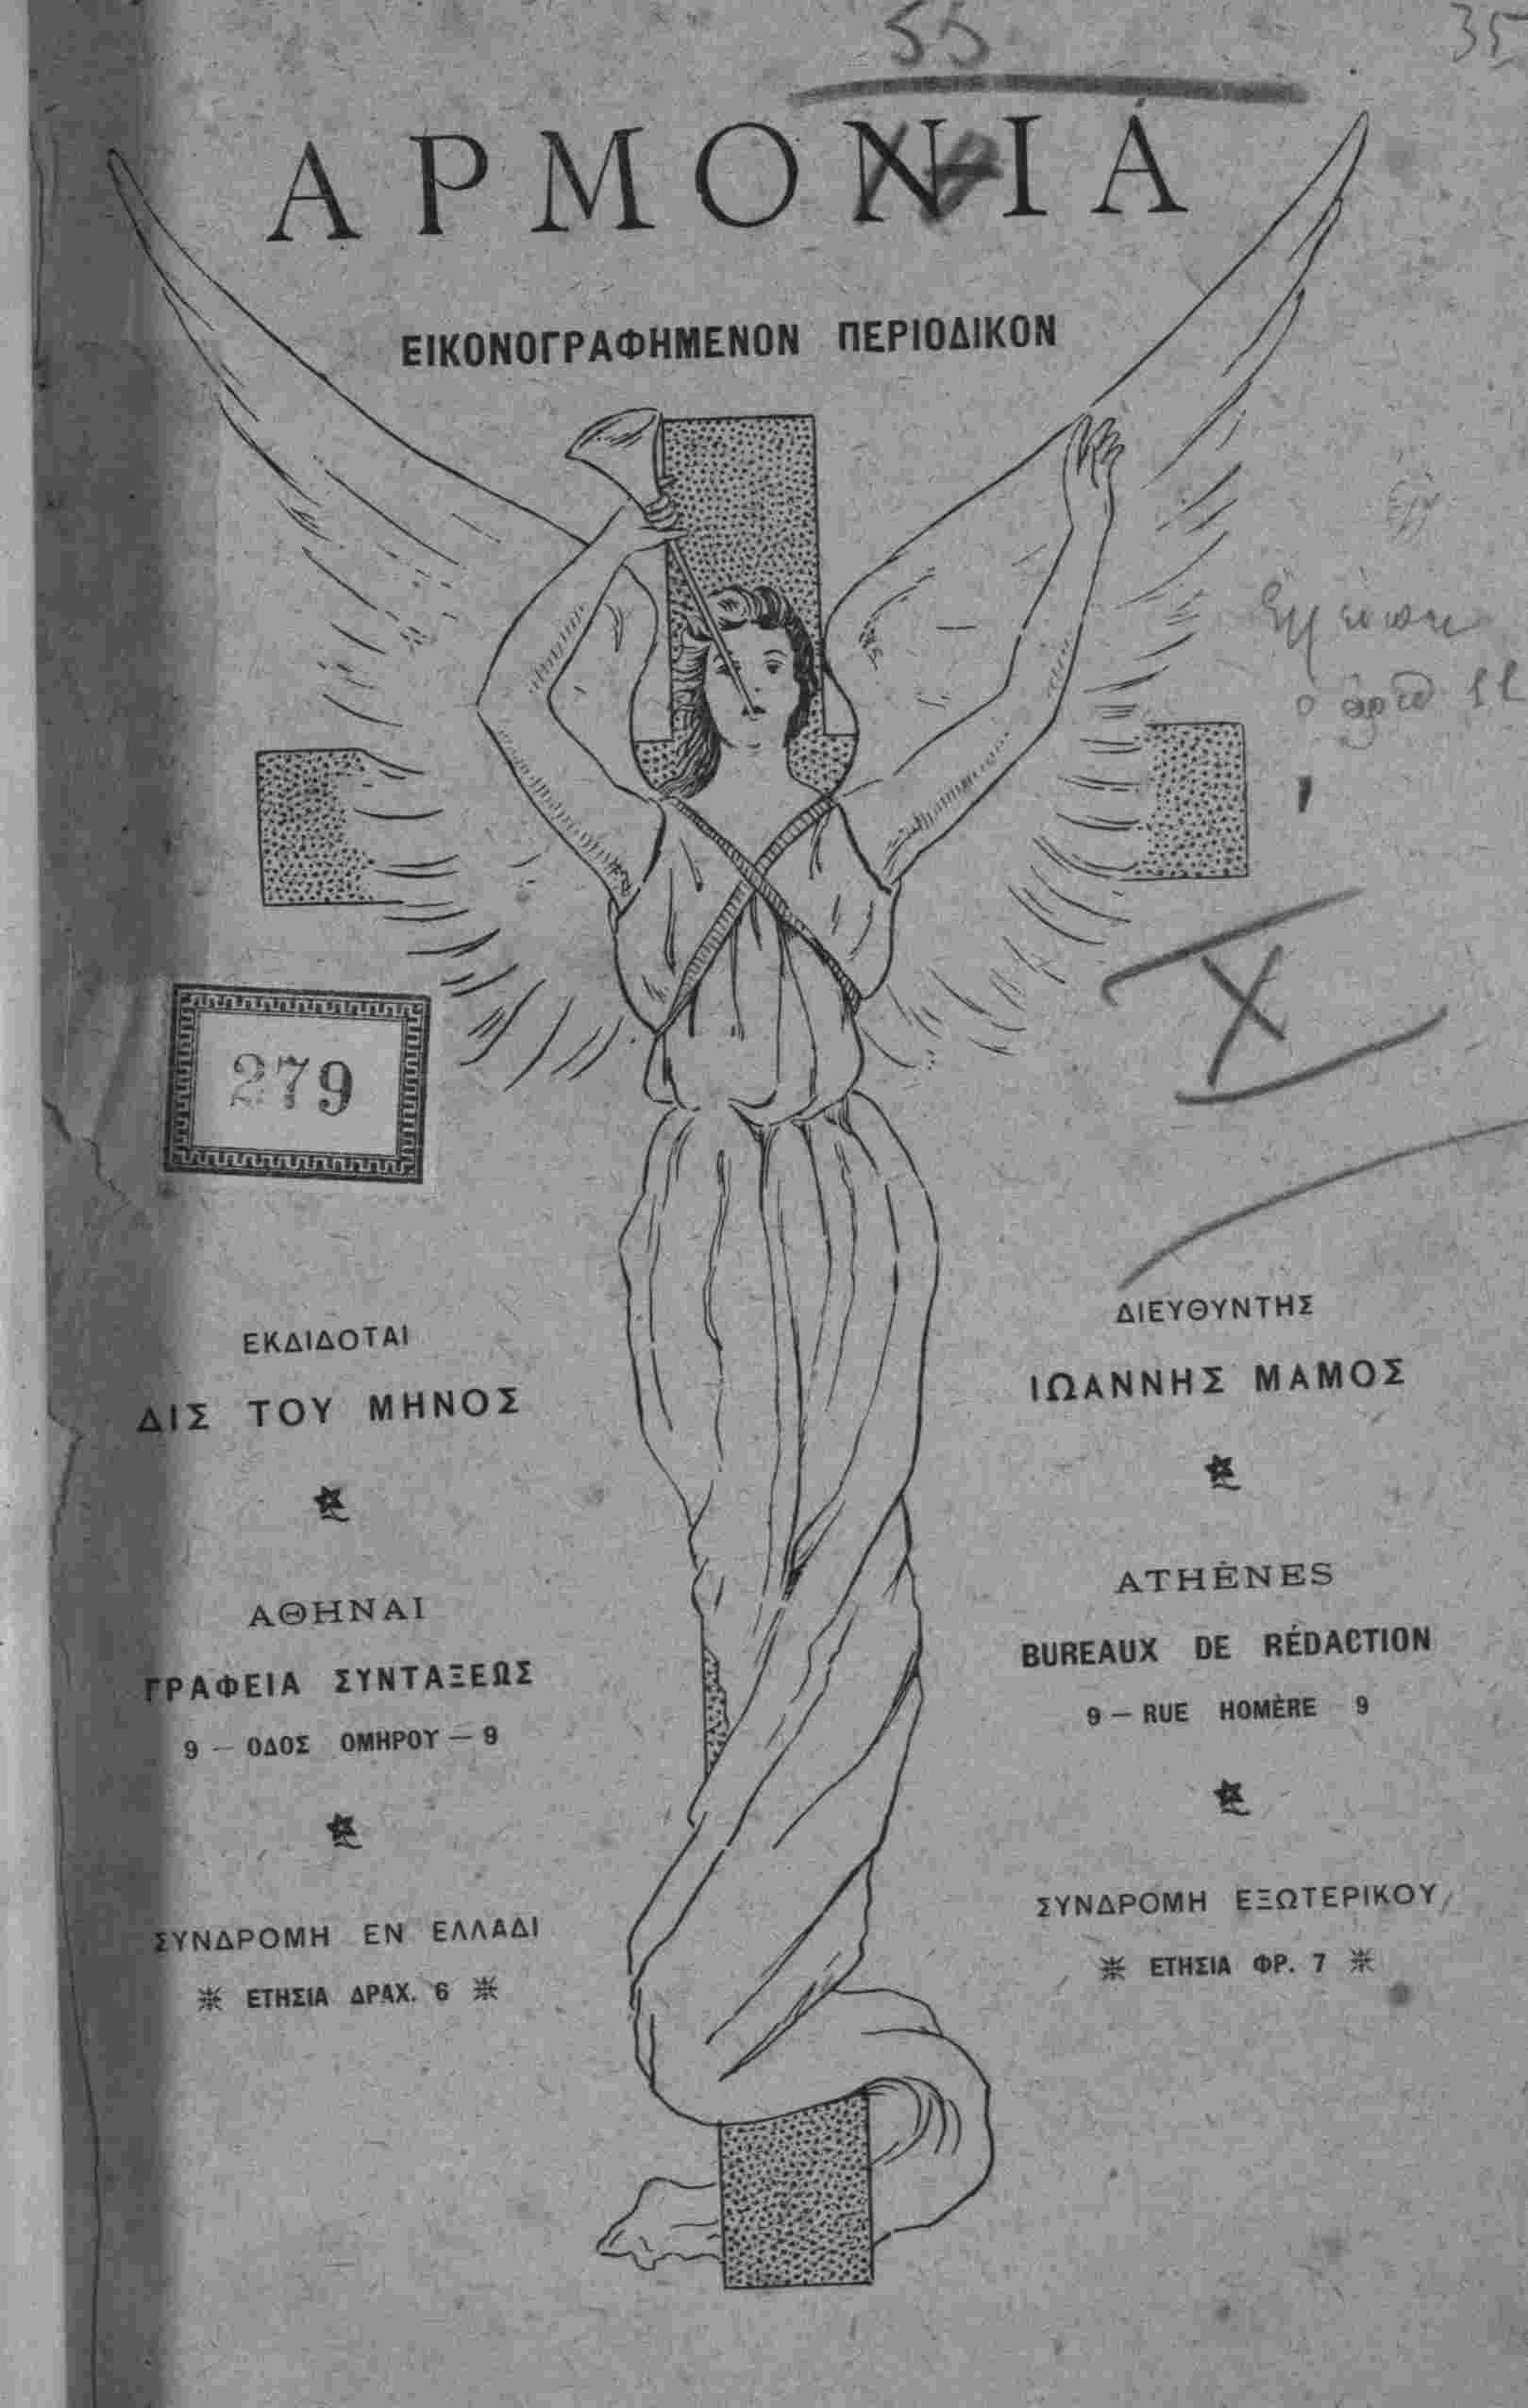 55
35
ΑΡΜΟΝΙΑ
ΕΙΚΟΝΟΓΡΑΦΗΜΕΝΟΝ ΠΕΡΙΟΔΙΚΟΝ
X
279
ΕΚΔΙΔΟΤΑΙ
ΔΙΣ ΤΟΥ ΜΗΝΟΣ
ΑΘΗΝΑΙ
ΓΡΑΦΕΙΑ ΣΥΝΤΑΞΕΩΣ
9 — ΟΔΟΣ ΟΜΗΡΟΥ — 9
ΣΥΝΔΡΟΜΗ ΕΝ ΕΛΛΑΔΙ
ΕΤΗΣΙΑ ΔΡΑΧ. 6
ΔΙΕΥΘΥΝΤΗΣ
ΙΩΑΝΝΗΣ ΜΑΜΟΣ
ATHÈNES
BUREAUX DE RÉDACTION
9 — RUE HOMÈRE 9
ΣΥΝΔΡΟΜΗ ΕΞΩΤΕΡΙΚΟΥ
ΕΤΗΣΙΑ ΦΡ. 7